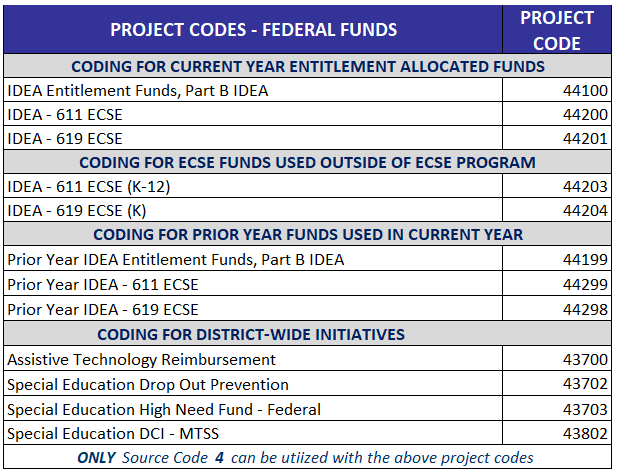 PROJECT CODES - FEDERAL FUNDS PROJECT CODE
CODING FOR CURRENT YEAR ENTITLEMENT ALLOCATED FUNDS
IDEA Entitlement Funds, Part B IDEA 44100
IDEA - 611 ECSE 44200
IDEA - 619 ECSE 44201
CODING FOR ECSE FUNDS USED OUTSIDE OF ECSE PROGRAM
IDEA - 611 ECSE (K-12) 44203
IDEA - 619 ECSE (K) 44204
CODING FOR PRIOR YEAR FUNDS USED IN CURRENT YEAR
Prior Year IDEA Entitlement Funds, Part B IDEA 44199
Prior Year IDEA - 611 ECSE 44299
Prior Year IDEA - 619 ECSE 44298
CODING FOR DISTRICT-WIDE INITIATIVES
Assistive Technology Reimbursement 43700
Special Education Drop Out Prevention 43702
Special Education High Need Fund - Federal 43703
Special Education DCI - MTSS 43802
ONLY Source Code 4 can be utiized with the above project codes